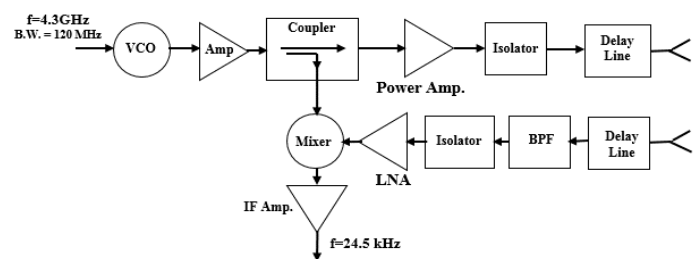 f=4.3GHz
B.W. = 120 MHz
VCO
Amp
Coupler
Power Amp.
Isolator
Delay
Line
Mixer
LNA
Isolator
BPF
Delay
Line
IF Amp.
f=24.5 kHz